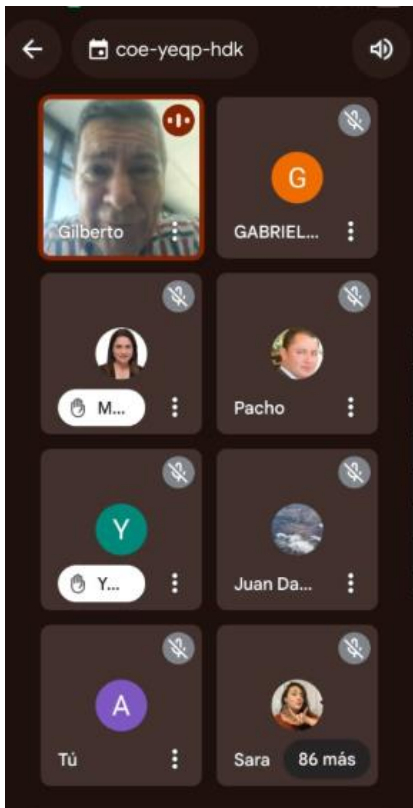 coe-yeqp-hdk
Gilberto
G
GABRIEL...
M...
Pacho
Y
Y...
Juan Da...
A
Tú
Sara
86 más